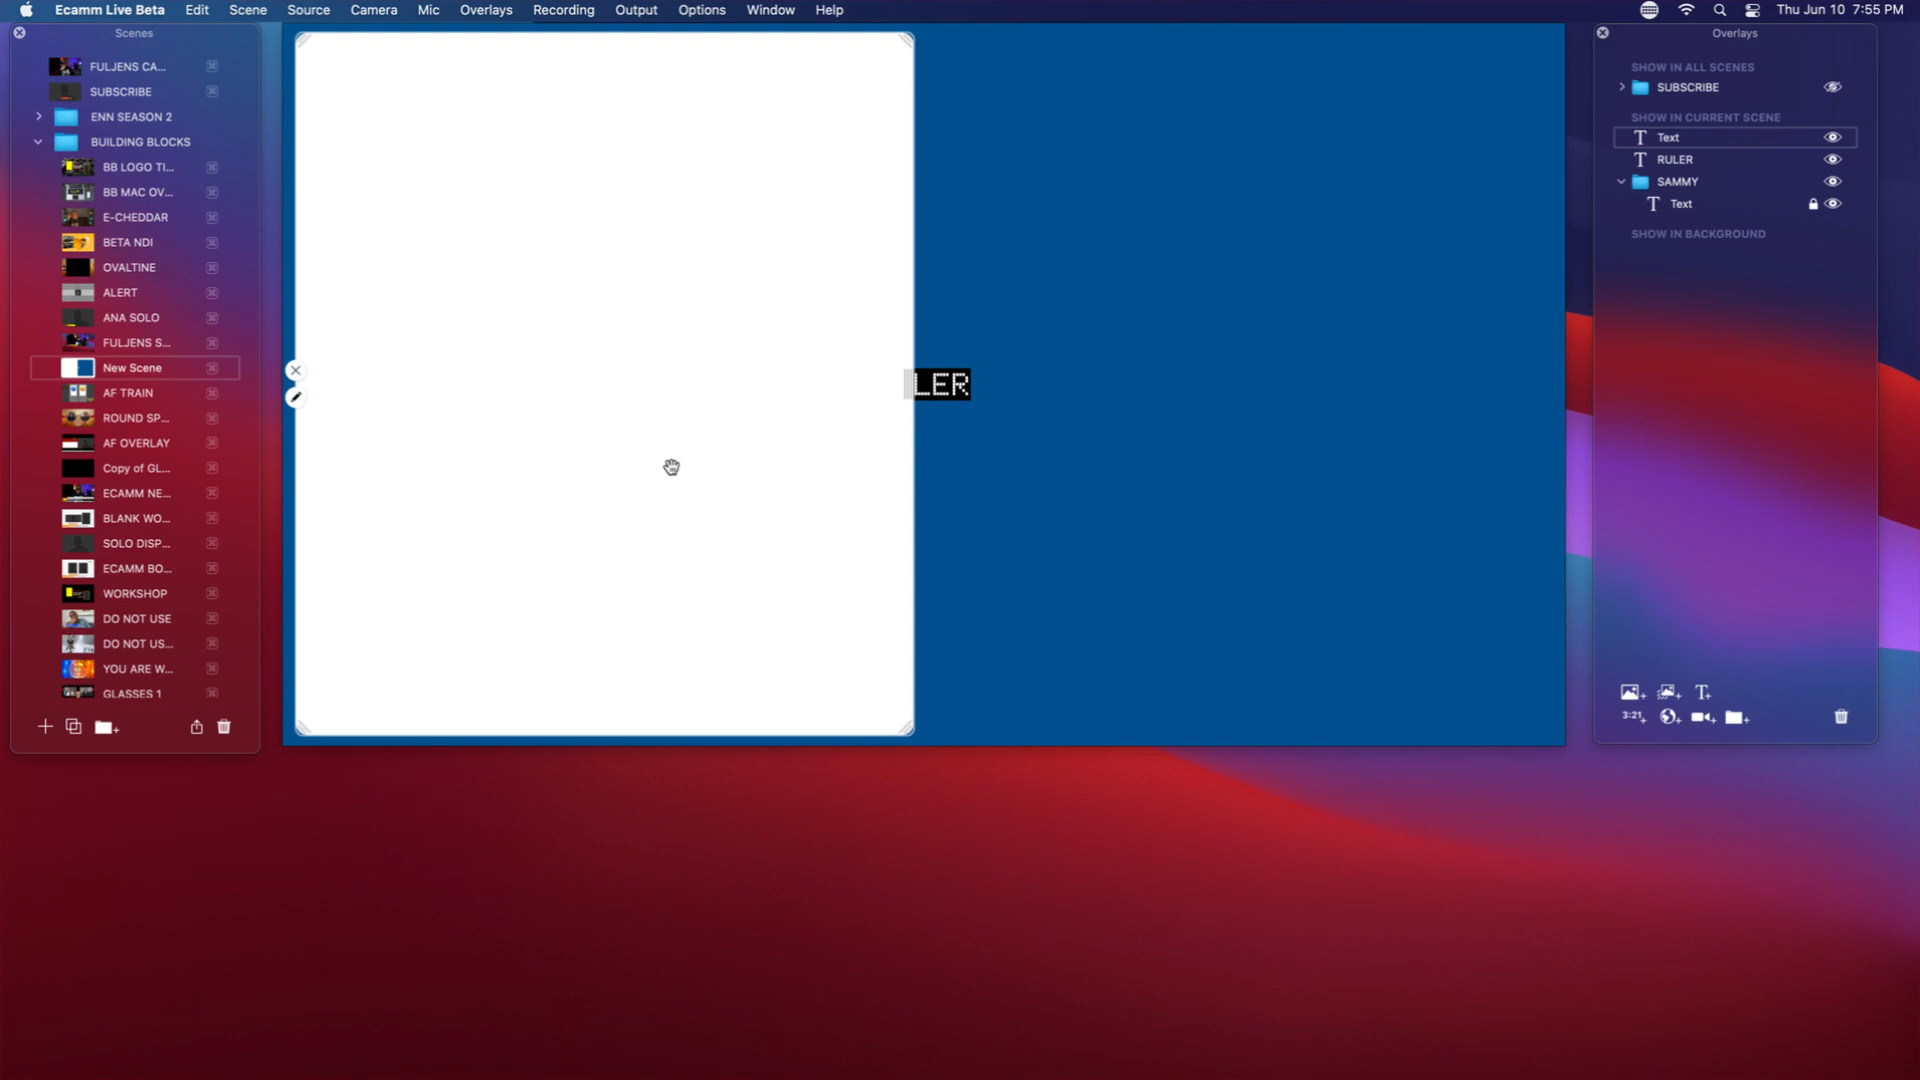 Ecamm Live Beta Edit Scene Source Camera Mic Overlays Recording Output Options Window Help Thu Jun 10 7:55 PM
Scenes
FULJENS CA...
SUBSCRIBE
ENN SEASON 2
BUILDING BLOCKS
BB LOGO TI...
BB MAC OV...
E-CHEDDAR
BETA NDI
OVALTINE
ALERT
ANA SOLO
FULJENS S...
New Scene
AF TRAIN
ROUND SP...
AF OVERLAY
Copy of GL...
ECAMM NE...
BLANK WO...
SOLO DISP...
ECAMM BO...
WORKSHOP
DO NOT USE
DO NOT US...
YOU ARE W...
GLASSES 1
LER
Overlays
SHOW IN ALL SCENES
SUBSCRIBE
SHOW IN CURRENT SCENE
Text
RULER
SAMMY
Text
SHOW IN BACKGROUND
3:21